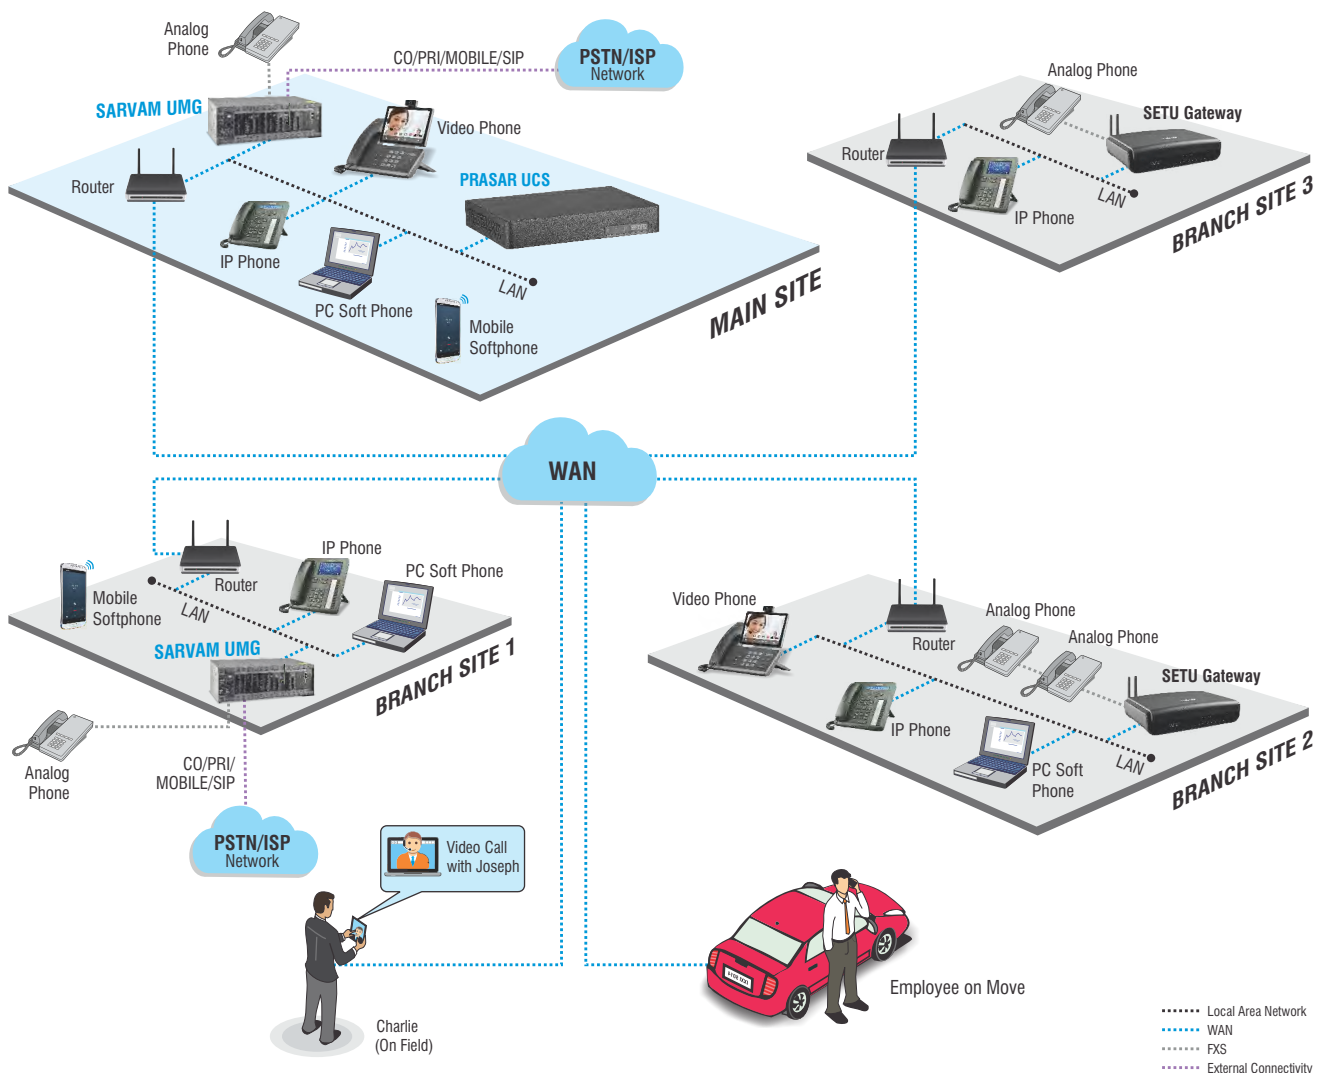 Analog
Phone
CO/PRI/MOBILE/SIP
PSTN/ISP
Network
SARVAM UMG
Video Phone
Router
PRASAR UCS
IP Phone
PC Soft Phone
LAN
Mobile
Softphone
MAIN SITE
Analog Phone
SETU Gateway
Router
IP Phone
LAN
BRANCH SITE 3
WAN
IP Phone
PC Soft Phone
Router
Mobile
Softphone
LAN
SARVAM UMG
BRANCH SITE 1
Analog
Phone
CO/PRI/
MOBILE/SIP
PSTN/ISP
Network
Video Phone
Router
Analog Phone
Analog Phone
SETU Gateway
IP Phone
PC Soft
Phone
LAN
BRANCH SITE 2
Video Call
with Joseph
Charlie
(On Field)
Employee on Move
Local Area Network
WAN
FXS
External Connectivity